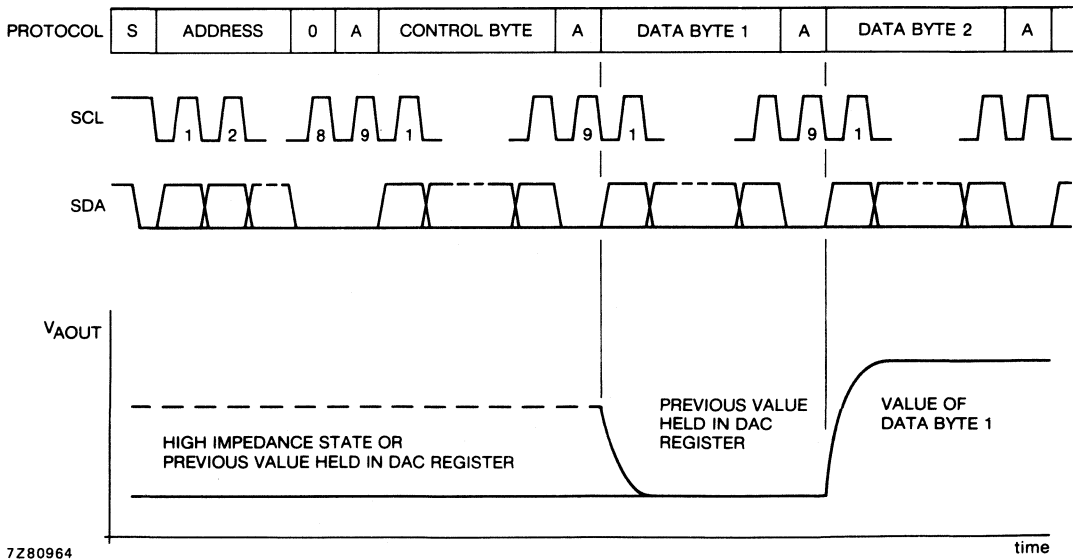 PROTOCOL S ADDRESS 0 A CONTROL BYTE A DATA BYTE 1 A DATA BYTE 2 A
SCL 1 2 8 9 1 9 1 9 1
SDA
VAOUT
HIGH IMPEDANCE STATE OR
PREVIOUS VALUE HELD IN DAC REGISTER
PREVIOUS VALUE
HELD IN DAC
REGISTER
VALUE OF
DATA BYTE 1
7Z80964
time